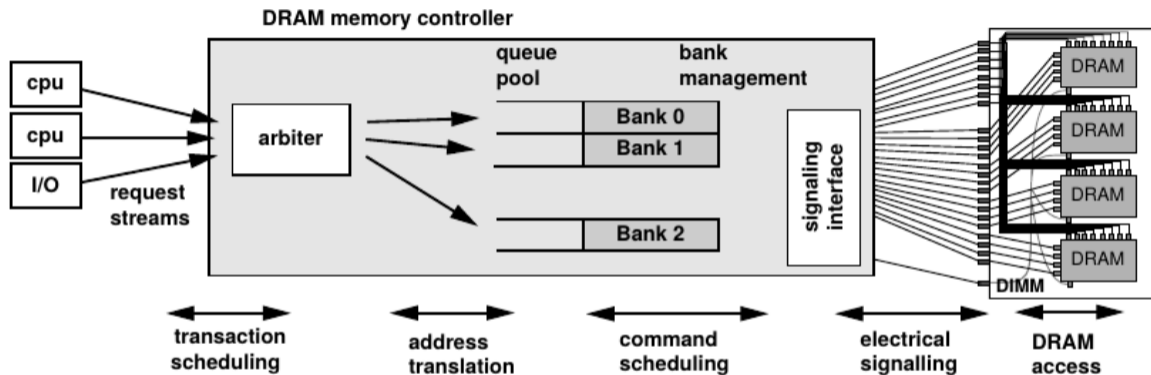 DRAM memory controller
queue
pool
bank
management
cpu
cpu
I/O
request
streams
arbiter
Bank 0
Bank 1
Bank 2
signaling
interface
DRAM
DRAM
DRAM
DRAM
DIMM
transaction
scheduling
address
translation
command
scheduling
electrical
signalling
DRAM
access